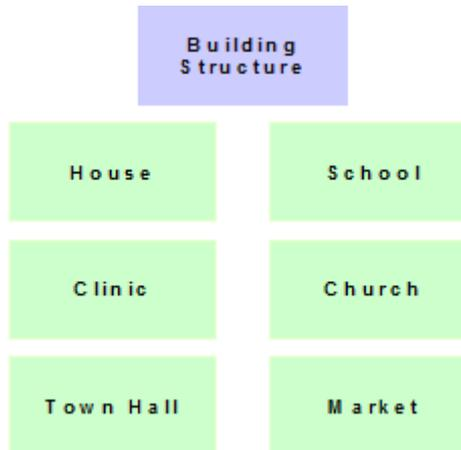 Building
Structure
House
School
Clinic
Church
Town Hall
Market